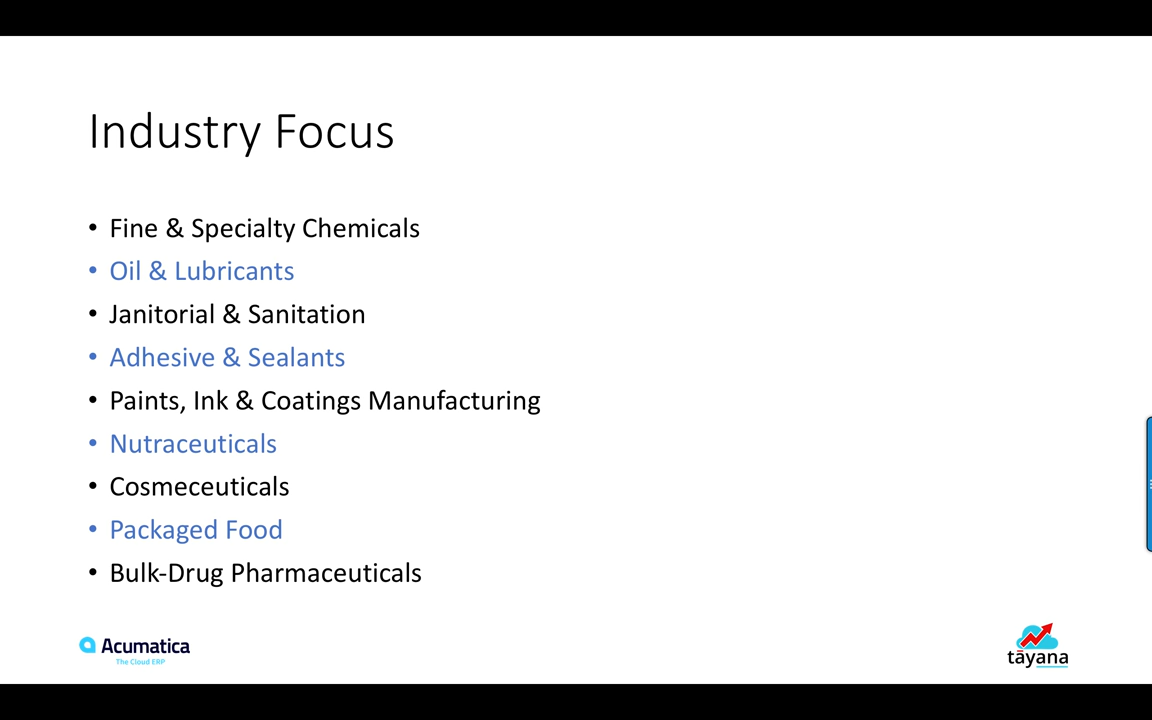 Industry Focus
• Fine & Specialty Chemicals
• Oil & Lubricants
• Janitorial & Sanitation
• Adhesive & Sealants
• Paints, Ink & Coatings Manufacturing
• Nutraceuticals
• Cosmeceuticals
• Packaged Food
• Bulk-Drug Pharmaceuticals
Acumatica
The Cloud ERP
tāyana